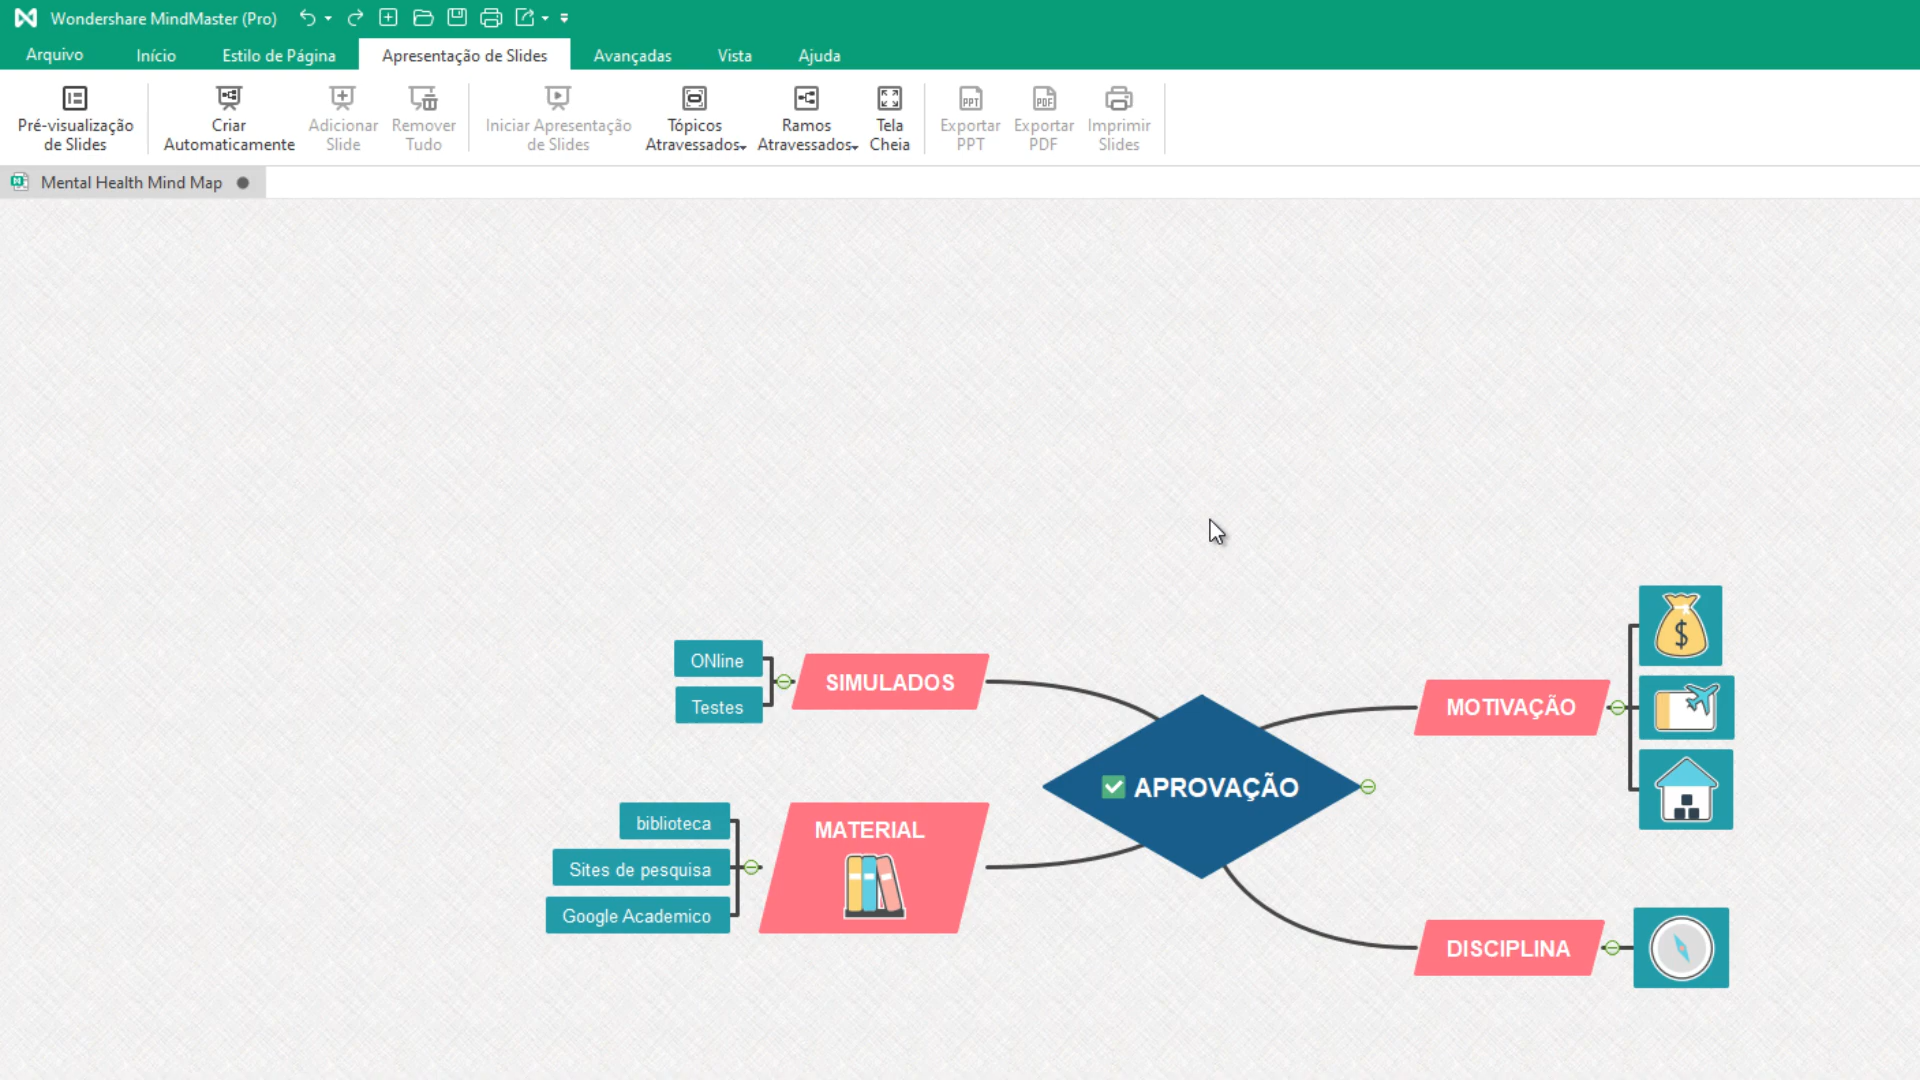 Wondershare MindMaster (Pro)
Arquivo Início Estilo de Página Apresentação de Slides Avançadas Vista Ajuda
Pré-visualização
de Slides
Criar
Automaticamente
Adicionar
Slide
Remover
Tudo
Iniciar Apresentação
de Slides
Tópicos
Atravessados
Ramos
Atravessados
Tela
Cheia
PPT
Exportar
PPT
PDF
Exportar
PDF
Imprimir
Slides
Mental Health Mind Map
ONline
Testes
SIMULADOS
biblioteca
Sites de pesquisa
Google Academico
MATERIAL
APROVAÇÃO
MOTIVAÇÃO
$
DISCIPLINA